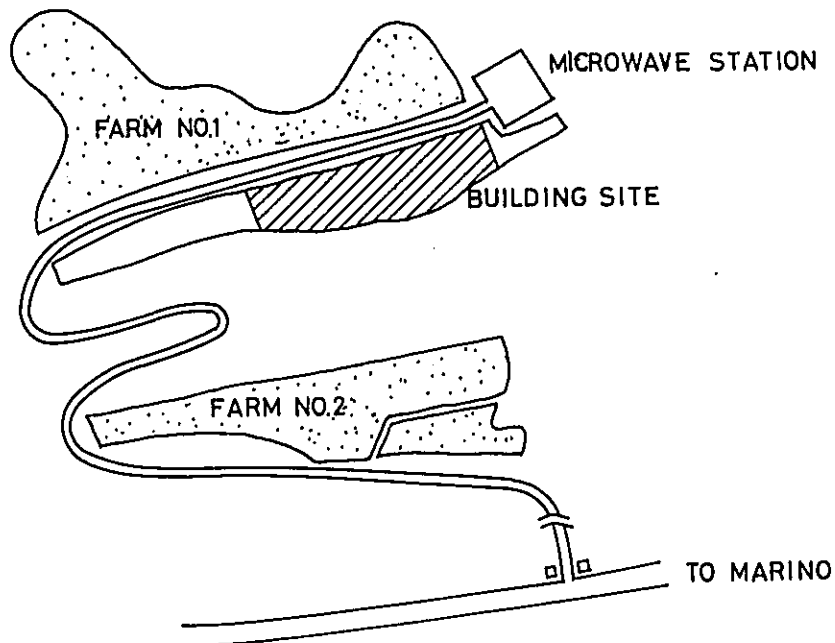 MICROWAVE STATION
FARM NO.1
BUILDING SITE
FARM NO.2
TO MARINO